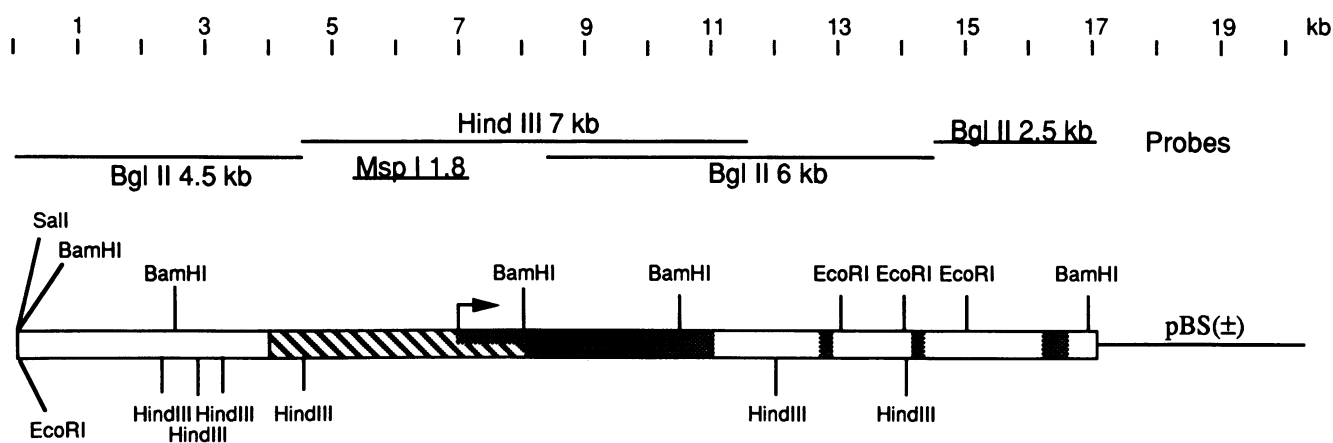 1 3 5 7 9 11 13 15 17 19 kb
Hind III 7 kb
Bgl II 2.5 kb
Probes
Bgl II 4.5 kb
Msp I 1.8
Bgl II 6 kb
SalI
BamHI
BamHI
BamHI
BamHI
EcoRI EcoRI EcoRI
BamHI
pBS(±)
HindIII HindIII
HindIII
HindIII
HindIII
HindIII
EcoRI